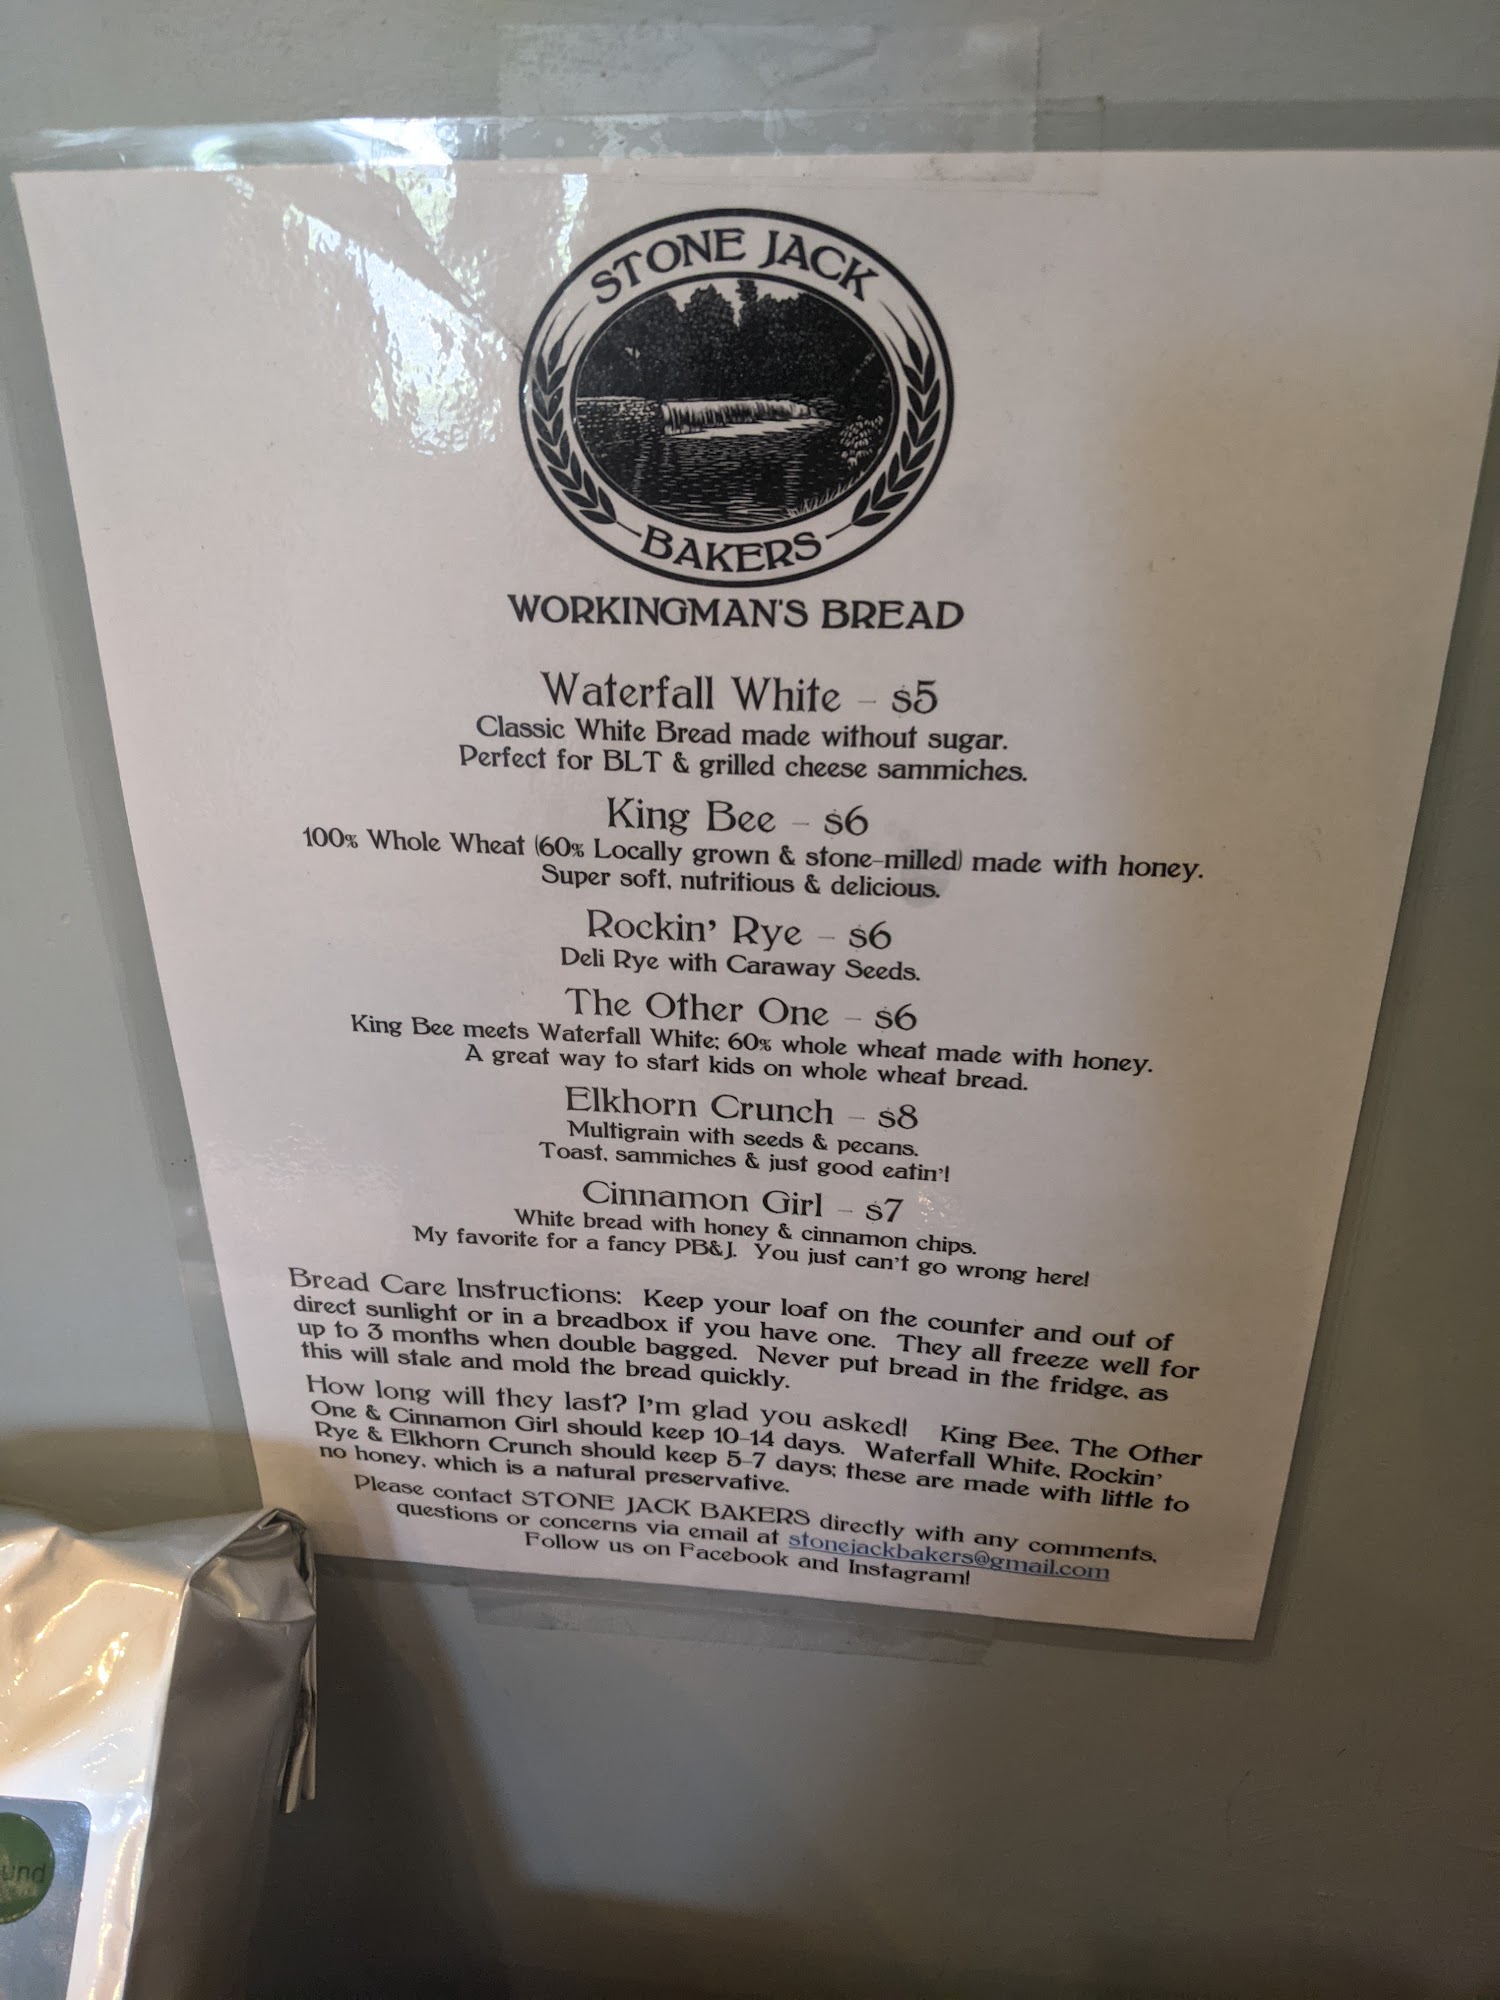 STONE JACK
BAKERS
WORKINGMAN'S BREAD
Waterfall White – $5
Classic White Bread made without sugar.
Perfect for BLT & grilled cheese sammiches.
King Bee – $6
100% Whole Wheat (60% Locally grown & stone-milled) made with honey.
Super soft, nutritious & delicious.
Rockin' Rye – $6
Deli Rye with Caraway Seeds.
The Other One – $6
King Bee meets Waterfall White; 60% whole wheat made with honey.
A great way to start kids on whole wheat bread.
Elkhorn Crunch – $8
Multigrain with seeds & pecans.
Toast, sammiches & just good eatin'!
Cinnamon Girl – $7
White bread with honey & cinnamon chips.
My favorite for a fancy PB&J. You just can't go wrong here!
Bread Care Instructions: Keep your loaf on the counter and out of
direct sunlight or in a breadbox if you have one. They all freeze well for
up to 3 months when double bagged. Never put bread in the fridge, as
this will stale and mold the bread quickly.
How long will they last? I'm glad you asked! King Bee, The Other
One & Cinnamon Girl should keep 10-14 days. Waterfall White, Rockin'
Rye & Elkhorn Crunch should keep 5-7 days; these are made with little to
no honey, which is a natural preservative.
Please contact STONE JACK BAKERS directly with any comments,
questions or concerns via email at stonejackbakers@gmail.com
Follow us on Facebook and Instagram!
und